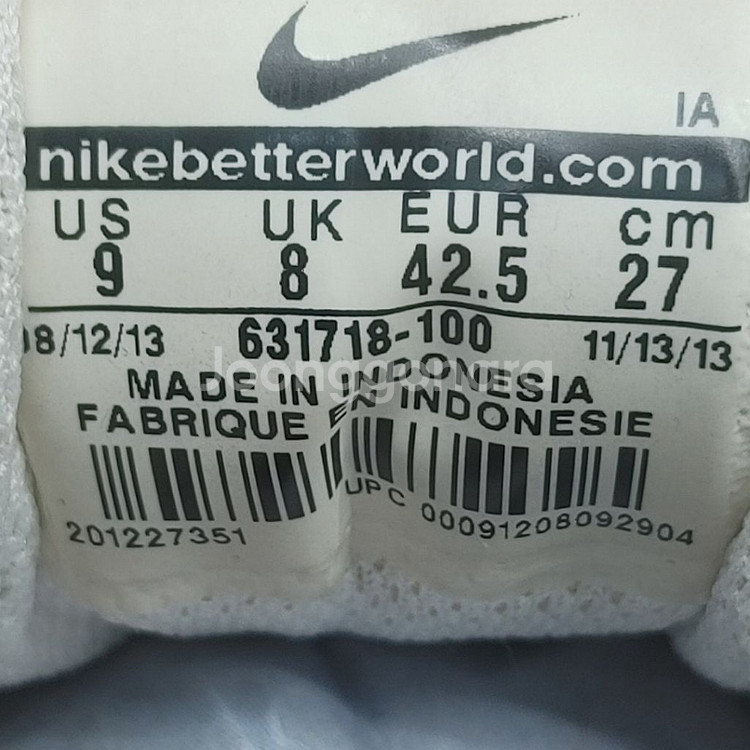 IA
nikebetterworld.com
US UK EUR cm
9 8 42.5 27
08/12/13 631718-100 11/13/13
Joonggonara
MADE IN INDONESIA
FABRIQUE EN INDONESIE
201227351 UPC 00091208092904